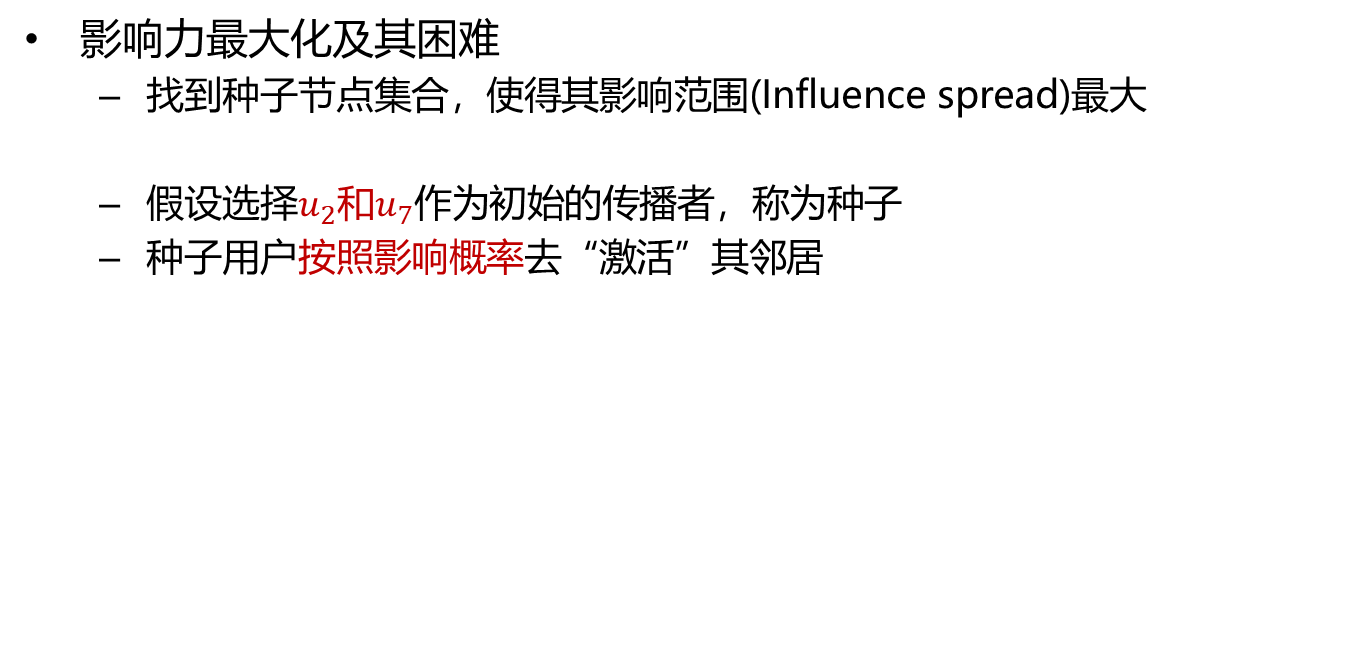 • 影响力最大化及其困难
– 找到种子节点集合，使得其影响范围(Influence spread)最大
– 假设选择u₂和u₇作为初始的传播者，称为种子
– 种子用户按照影响概率去“激活”其邻居